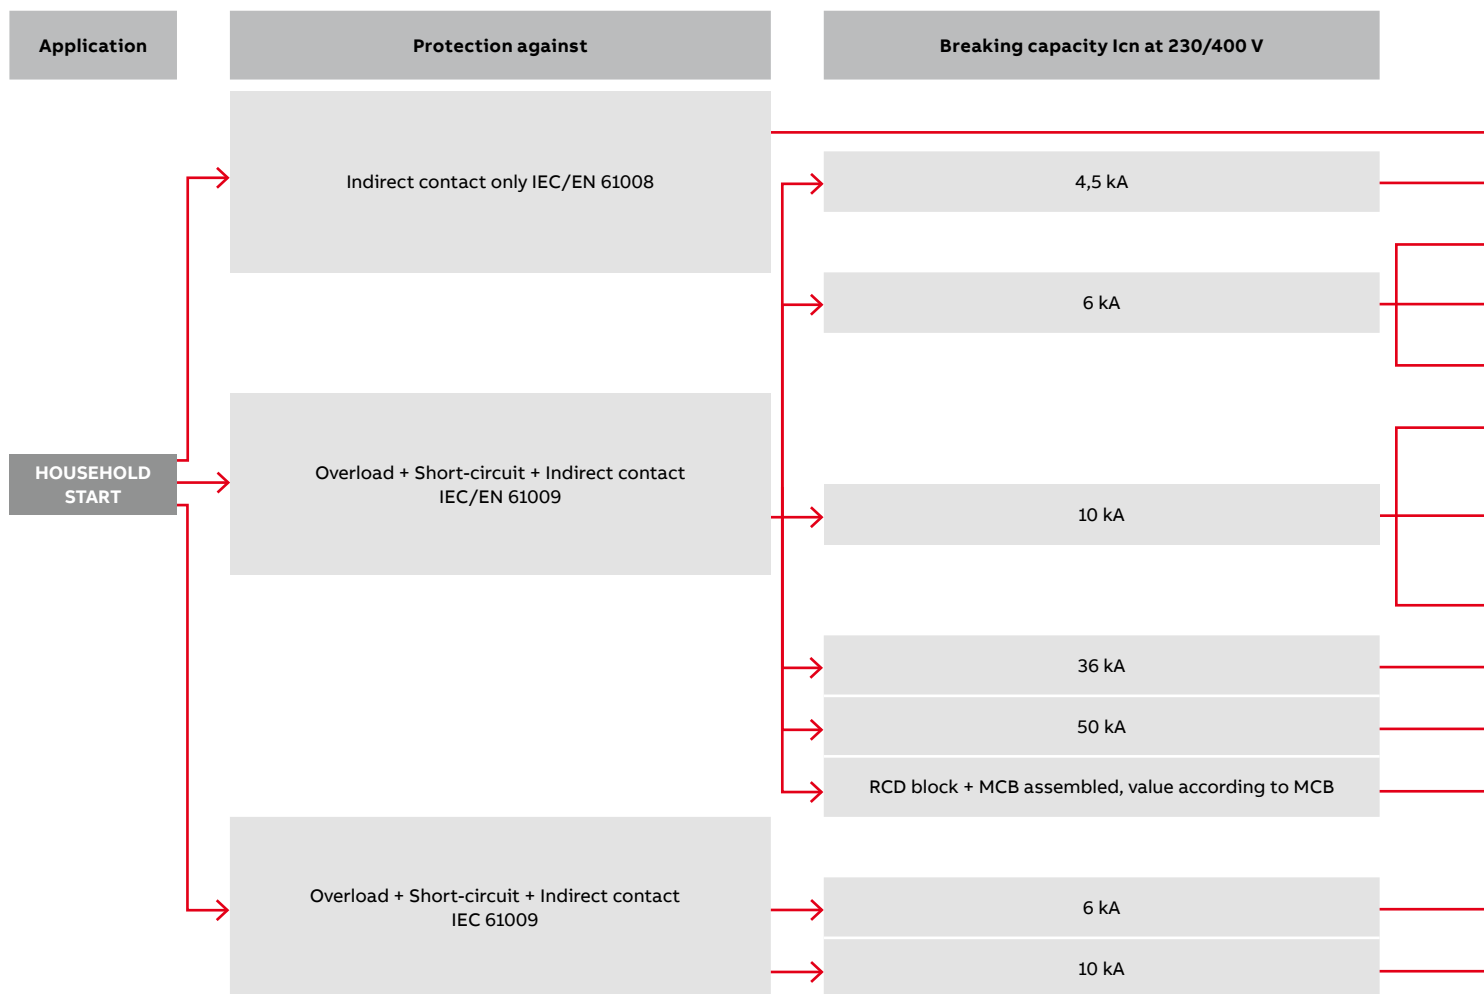 Application
Protection against
Breaking capacity Icn at 230/400 V
Indirect contact only IEC/EN 61008
4,5 kA
6 kA
HOUSEHOLD
START
Overload + Short-circuit + Indirect contact
IEC/EN 61009
10 kA
36 kA
50 kA
RCD block + MCB assembled, value according to MCB
Overload + Short-circuit + Indirect contact
IEC 61009
6 kA
10 kA